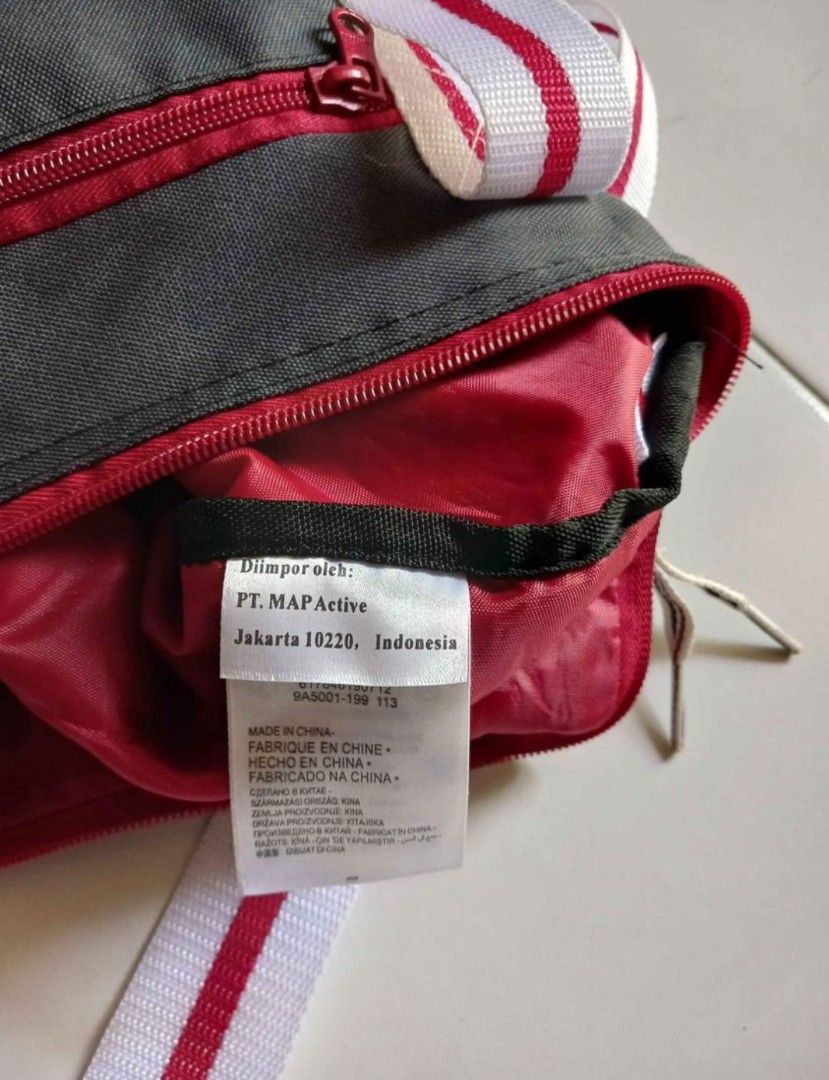 Diimpor oleh:
PT. MAP Active
Jakarta 10220, Indonesia
9A5001-199 113
MADE IN CHINA-
FABRIQUE EN CHINE •
HECHO EN CHINA •
FABRICADO NA CHINA •
СДЕЛАНО В КИТАЕ -
SZÁRMAZÁSI ORSZÁG: KÍNA
ZEMLJA PROIZVODNJE: KINA
DRŽAVA PROIZVODNJE: KITAJSKA
ПРОИЗВЕДЕНО В КИТАЙ - FABRICAT IN CHINA -
RAŽOTS: ĶĪNĀ - ÇİN 'DE YAPILMIŞTIR -
中国製 DIBUAT DI CINA